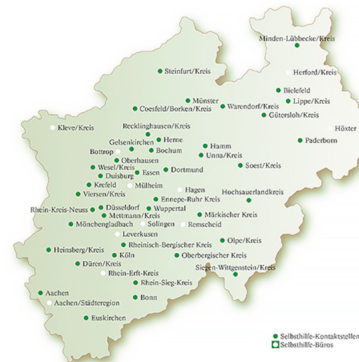 Minden-Lübbecke/Kreis
Steinfurt/Kreis
Herford/Kreis
Bielefeld
Münster
Lippe/Kreis
Coesfeld/Borken/Kreis
Warendorf/Kreis
Gütersloh/Kreis
Höxter
Kleve/Kreis
Recklinghausen/Kreis
Paderborn
Herne
Gelsenkirchen
Hamm
Bottrop
Bochum
Unna/Kreis
Oberhausen
Soest/Kreis
Wesel/Kreis
Essen
Dortmund
Duisburg
Krefeld
Mülheim
Hagen
Viersen/Kreis
Ennepe-Ruhr Kreis
Hochsauerlandkreis
Rhein-Kreis-Neuss
Düsseldorf
Wuppertal
Mettmann/Kreis
Märkischer Kreis
Mönchengladbach
Solingen
Remscheid
Leverkusen
Heinsberg/Kreis
Rheinisch-Bergischer Kreis
Olpe/Kreis
Köln
Oberbergischer Kreis
Düren/Kreis
Rhein-Erft-Kreis
Siegen-Wittgenstein/Kreis
Rhein-Sieg-Kreis
Aachen
Aachen/Städteregion
Bonn
Euskirchen
Selbsthilfe-Kontaktstellen
Selbsthilfe-Büros